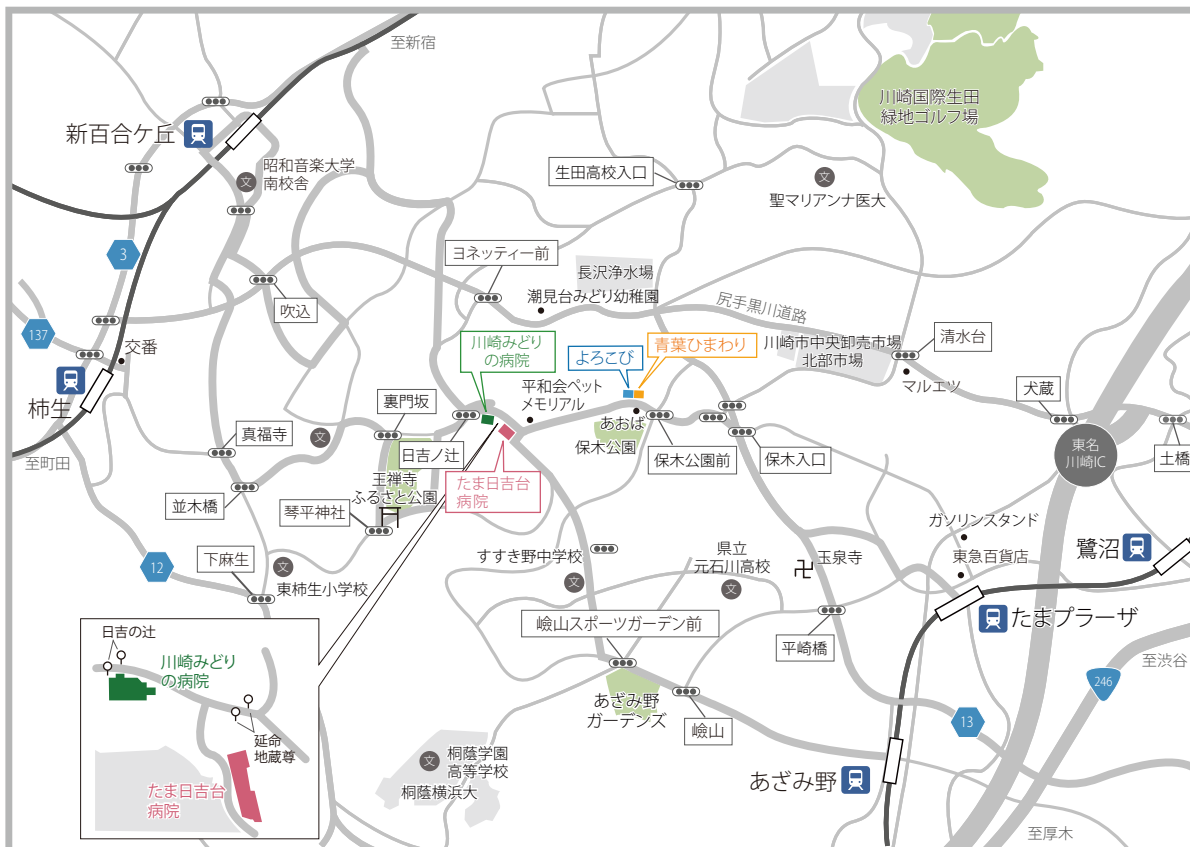 至新宿
川崎国際生田
緑地ゴルフ場
新百合ケ丘
文
昭和音楽大学
南校舎
生田高校入口
文
聖マリアンナ医大
3
ヨネッティー前
長沢浄水場
潮見台みどり幼稚園
尻手黒川道路
吹込
137
交番
川崎みどり
の病院
よろこび
青葉ひまわり
川崎市中央卸売市場
北部市場
清水台
マルエツ
柿生
裏門坂
平和会ペット
メモリアル
あおば
保木公園
犬蔵
真福寺
文
日吉ノ辻
保木公園前
保木入口
東名
川崎IC
土橋
至町田
王禅寺
ふるさと公園
たま日吉台
病院
並木橋
琴平神社
ガソリンスタンド
東急百貨店
鷺沼
12
下麻生
文
東柿生小学校
すすき野中学校
文
県立
元石川高校
文
玉泉寺
たまプラーザ
嶮山スポーツガーデン前
平崎橋
至渋谷
246
日吉の辻
川崎みどり
の病院
延命
地蔵尊
たま日吉台
病院
あざみ野
ガーデンズ
嶮山
13
文
桐蔭学園
高等学校
桐蔭横浜大
あざみ野
至厚木